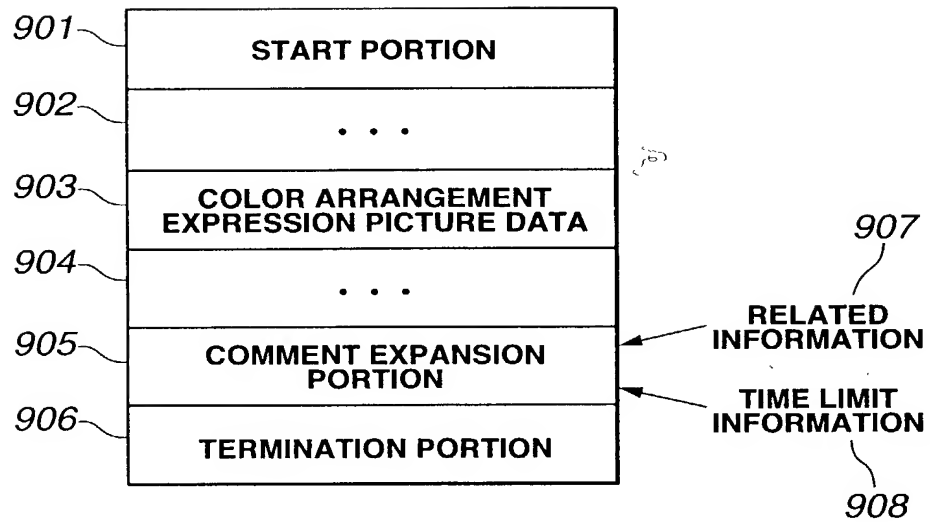 901
START PORTION
902
. . .
903
COLOR ARRANGEMENT
EXPRESSION PICTURE DATA
904
. . .
907
RELATED
INFORMATION
905
COMMENT EXPANSION
PORTION
TIME LIMIT
INFORMATION
906
TERMINATION PORTION
908